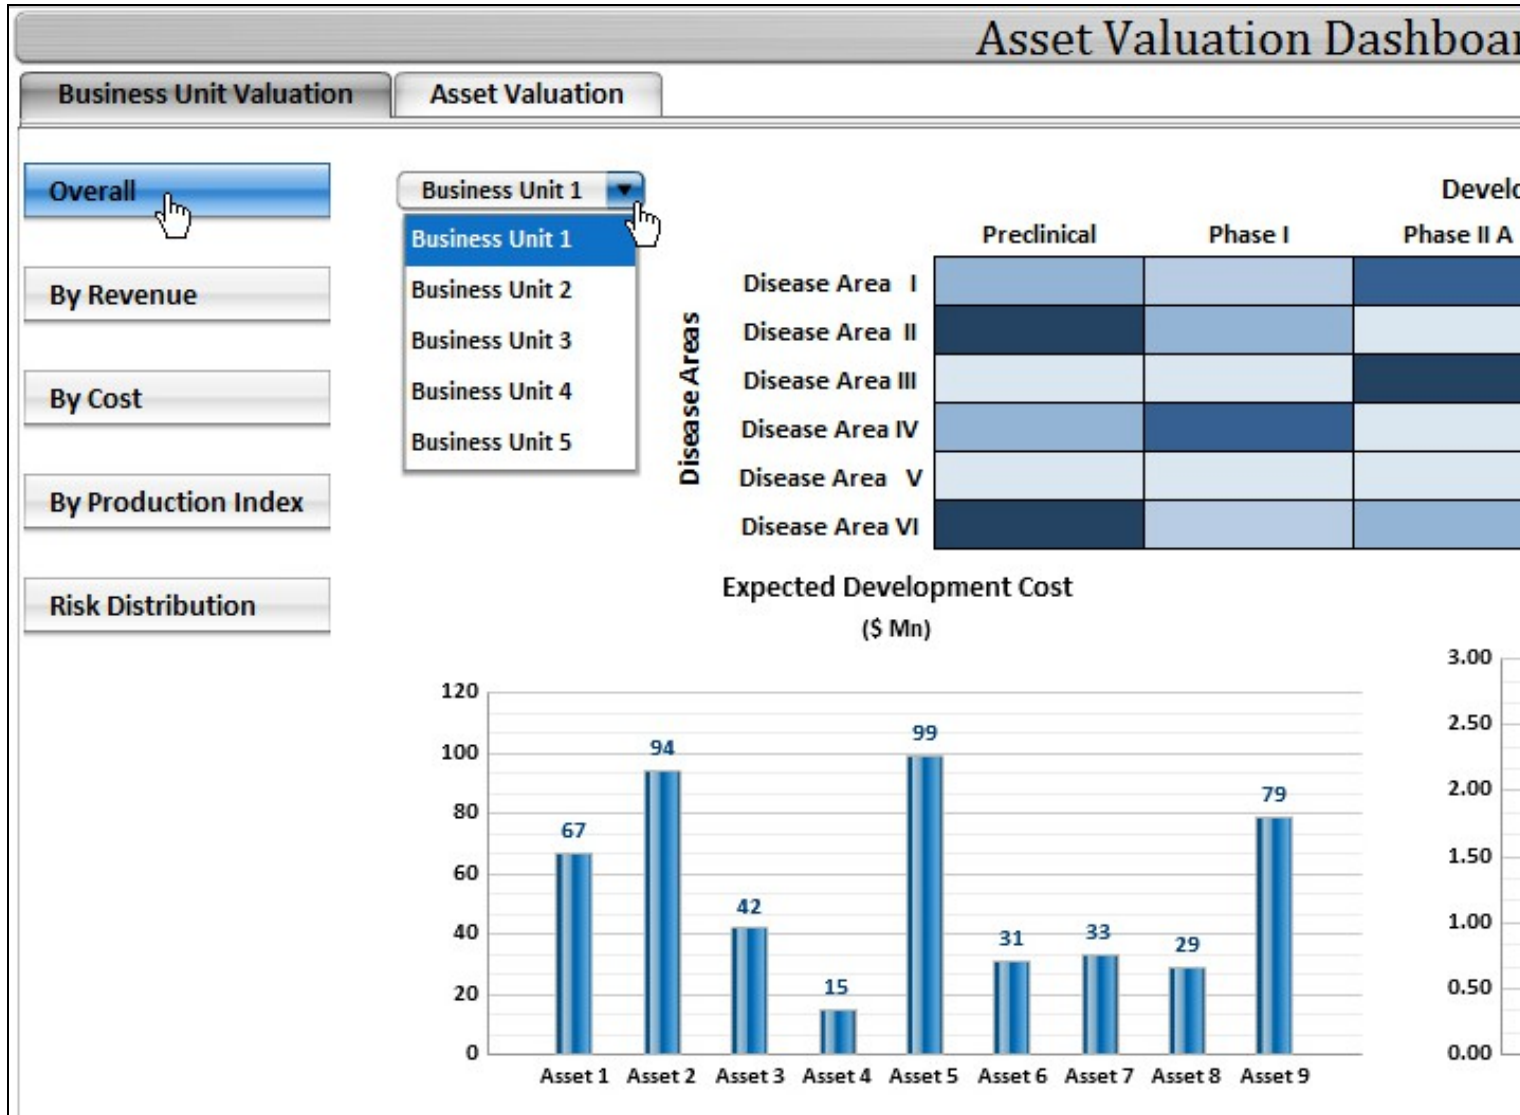 Asset Valuation Dashboar
Business Unit Valuation
Asset Valuation
Overall
By Revenue
By Cost
By Production Index
Risk Distribution
Business Unit 1
Business Unit 1
Business Unit 2
Business Unit 3
Business Unit 4
Business Unit 5
Develo
Preclinical Phase I Phase II A
Disease Areas
Disease Area I
Disease Area II
Disease Area III
Disease Area IV
Disease Area V
Disease Area VI
Expected Development Cost
($ Mn)
120
100
80
60
40
20
0
67
94
42
15
99
31
33
29
79
Asset 1 Asset 2 Asset 3 Asset 4 Asset 5 Asset 6 Asset 7 Asset 8 Asset 9
3.00
2.50
2.00
1.50
1.00
0.50
0.00